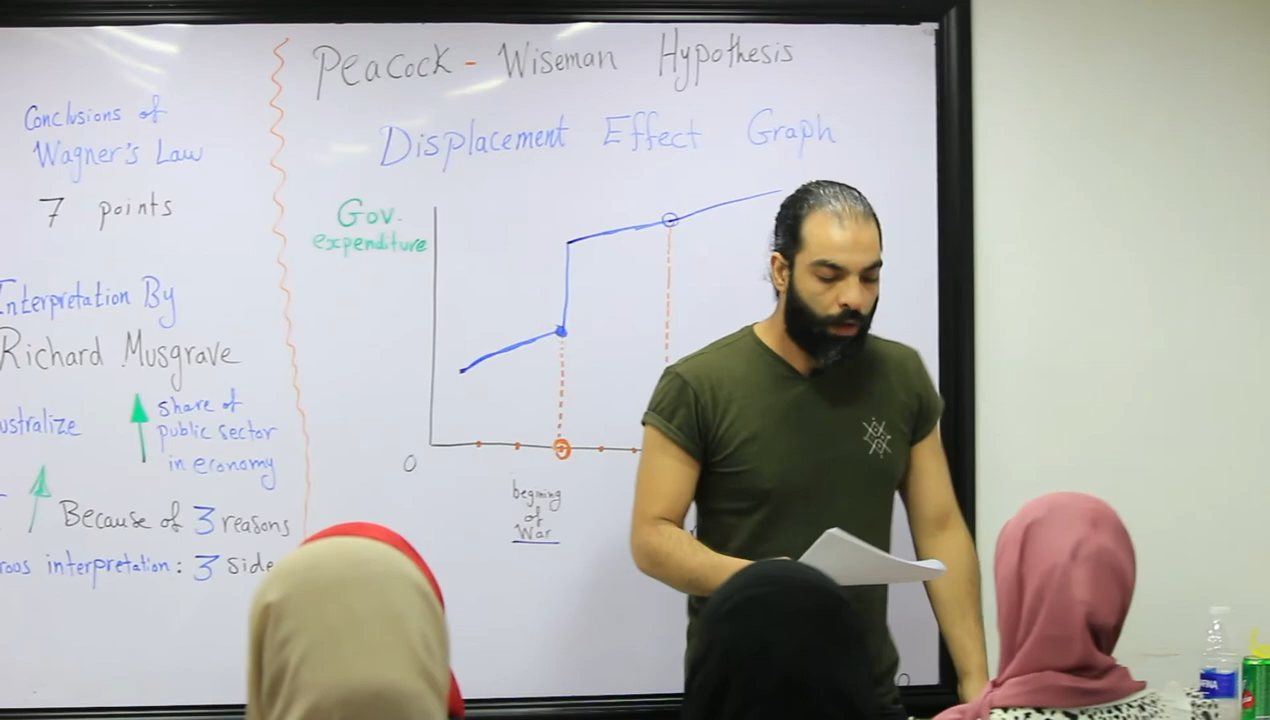 Conclusions of
Wagner's Law
7 points
Interpretation By
Richard Musgrave
ustralize
share of
public sector
in economy
Because of 3 reasons
interpretation: 3 side
Peacock - Wiseman Hypothesis
Displacement Effect Graph
Gov.
expenditure
0
begining
of
War